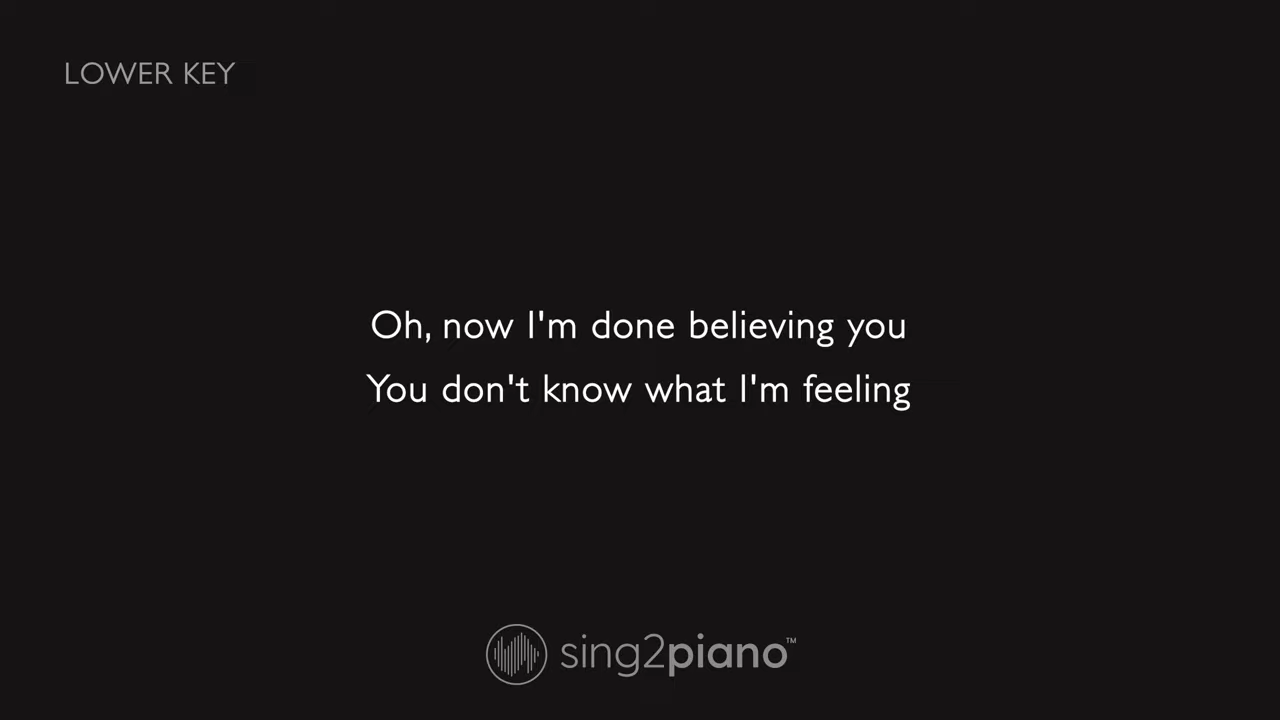 LOWER KEY
Oh, now I'm done believing you
You don't know what I'm feeling
sing2piano™